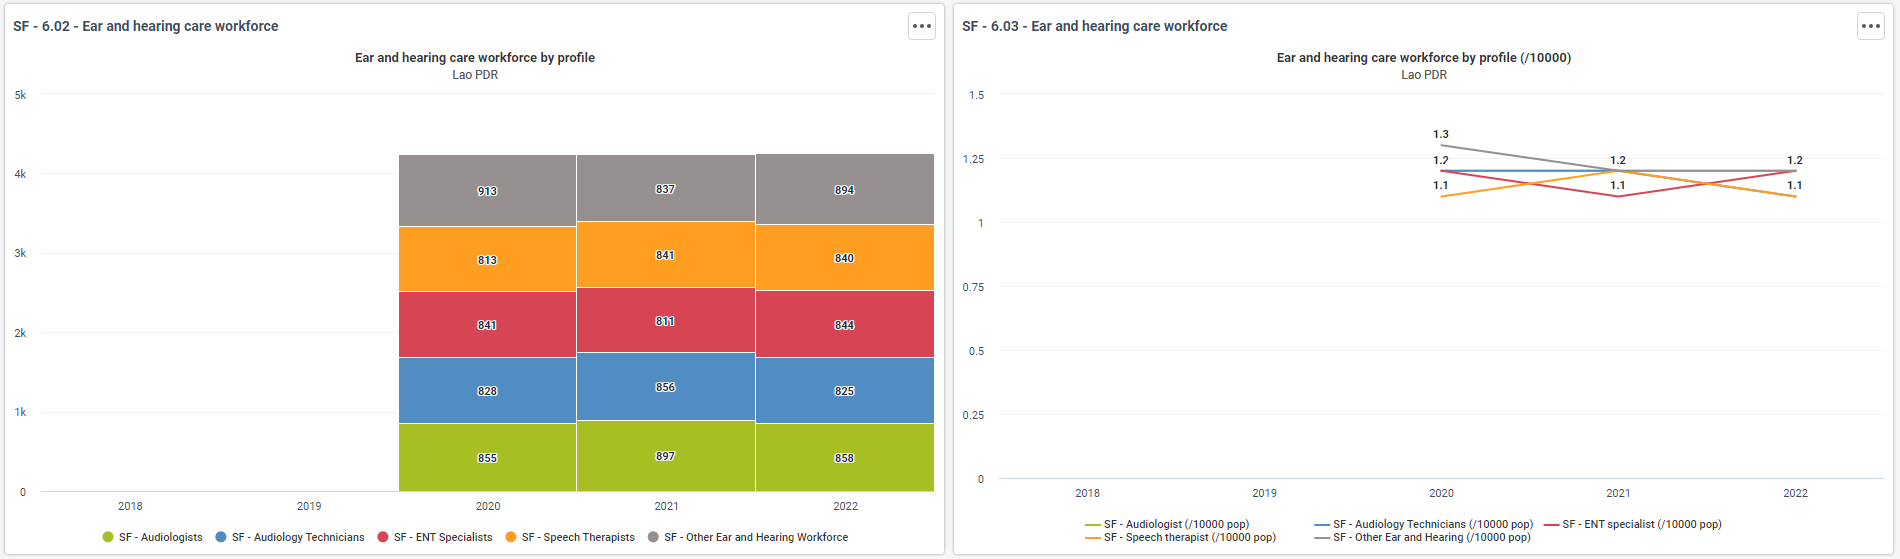 SF - 6.02 - Ear and hearing care workforce
Ear and hearing care workforce by profile
Lao PDR
5k
4k
3k
2k
1k
0
913
837
894
813
841
840
841
811
844
828
856
825
855
897
858
2018
2019
2020
2021
2022
SF - Audiologists
SF - Audiology Technicians
SF - ENT Specialists
SF - Speech Therapists
SF - Other Ear and Hearing Workforce
SF - 6.03 - Ear and hearing care workforce
Ear and hearing care workforce by profile (/10000)
Lao PDR
1.5
1.25
1
0.75
0.5
0.25
0
1.3
1.2
1.2
1.2
1.1
1.1
1.1
2018
2019
2020
2021
2022
SF - Audiologist (/10000 pop)
SF - Audiology Technicians (/10000 pop)
SF - ENT specialist (/10000 pop)
SF - Speech therapist (/10000 pop)
SF - Other Ear and Hearing (/10000 pop)